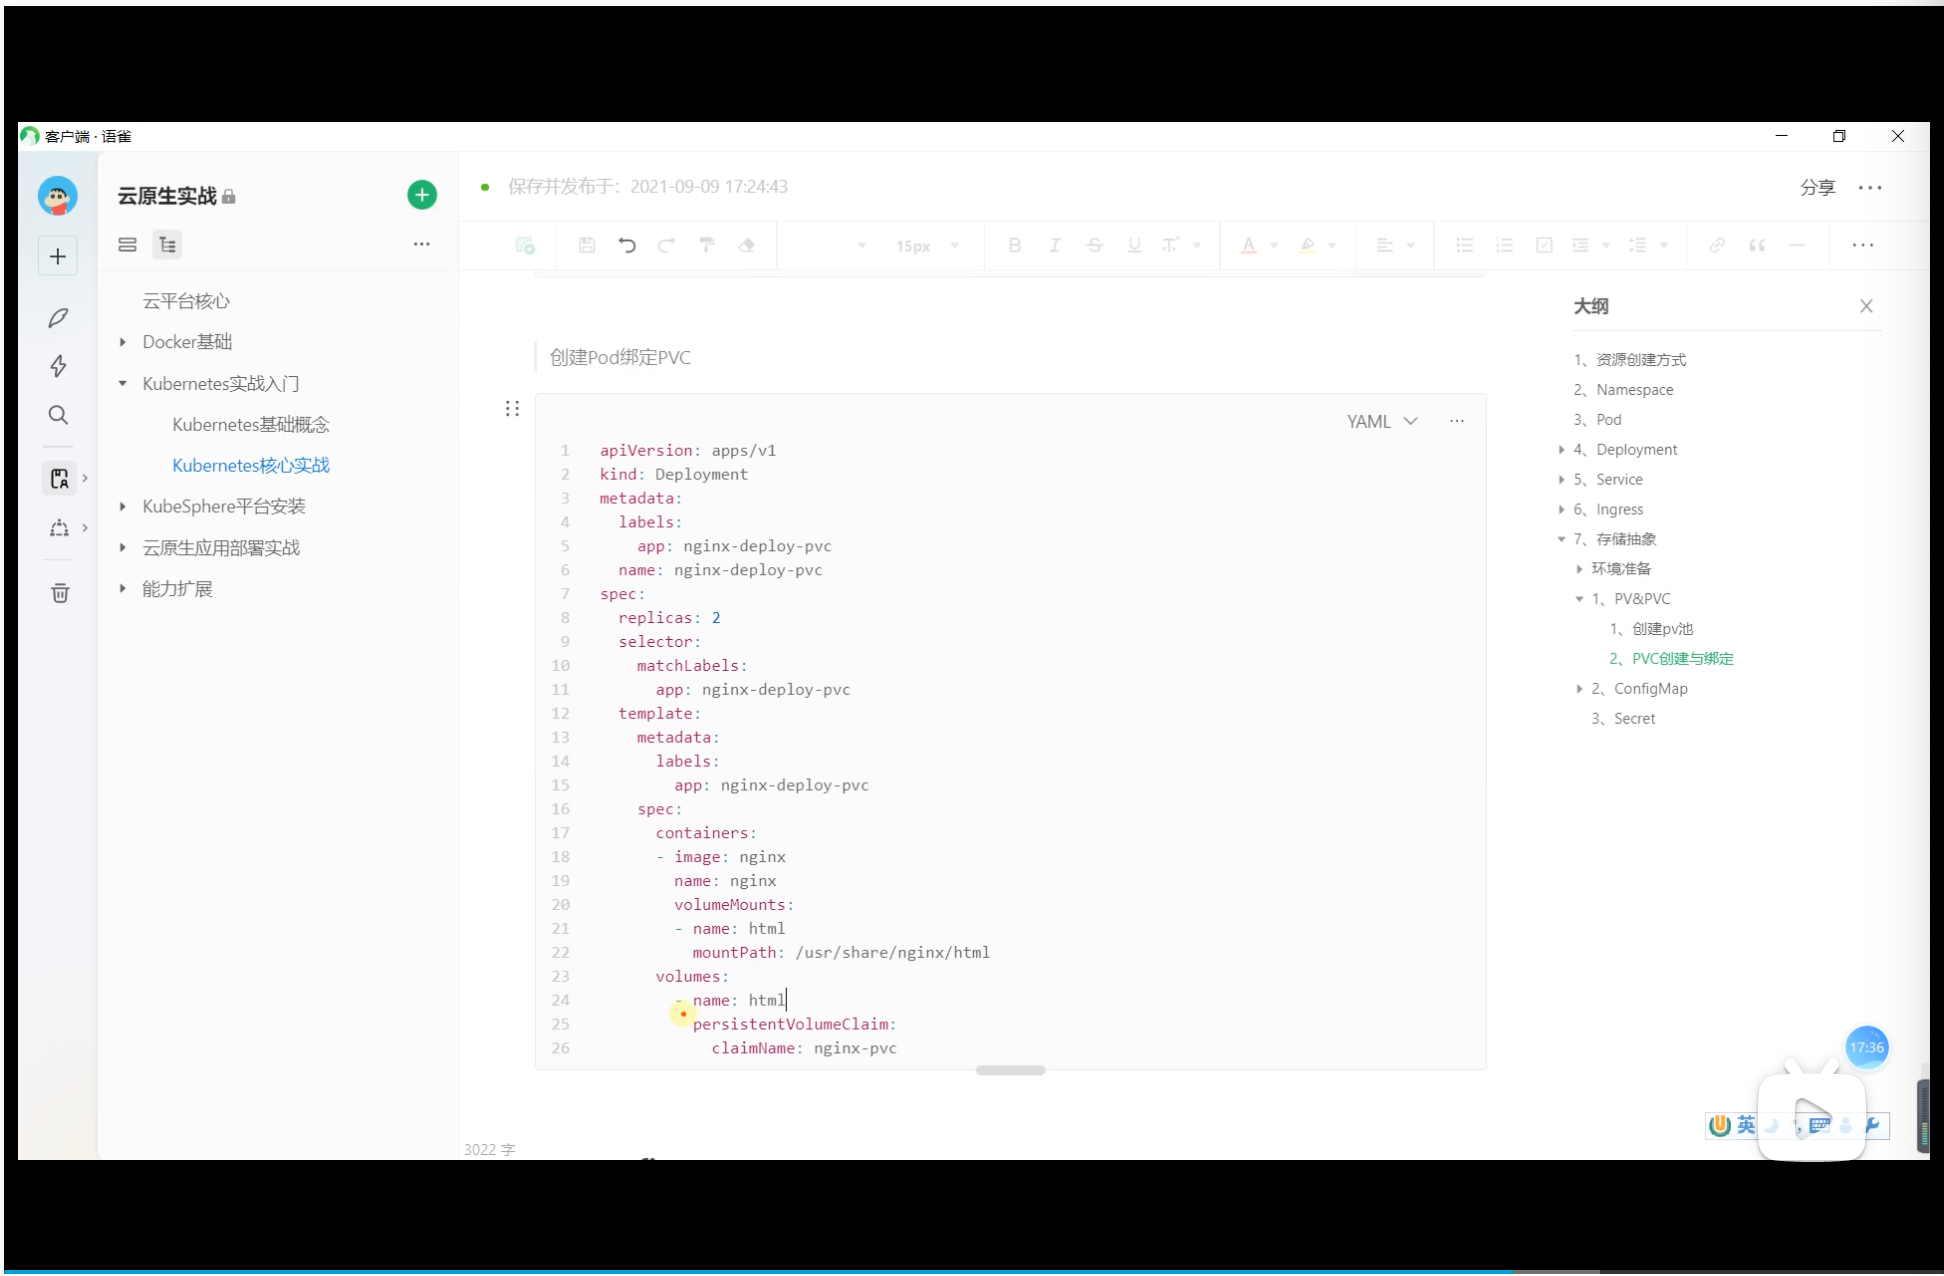 客户端 · 语雀
云原生实战
保存并发布于：2021-09-09 17:24:43
分享
15px
云平台核心
Docker基础
Kubernetes实战入门
Kubernetes基础概念
Kubernetes核心实战
KubeSphere平台安装
云原生应用部署实战
能力扩展
创建Pod绑定PVC
YAML
1 apiVersion: apps/v1
2 kind: Deployment
3 metadata:
4   labels:
5     app: nginx-deploy-pvc
6   name: nginx-deploy-pvc
7 spec:
8   replicas: 2
9   selector:
10     matchLabels:
11       app: nginx-deploy-pvc
12   template:
13     metadata:
14       labels:
15         app: nginx-deploy-pvc
16     spec:
17       containers:
18       - image: nginx
19         name: nginx
20         volumeMounts:
21         - name: html
22           mountPath: /usr/share/nginx/html
23       volumes:
24         - name: html
25           persistentVolumeClaim:
26             claimName: nginx-pvc
3022 字
大纲
1、资源创建方式
2、Namespace
3、Pod
4、Deployment
5、Service
6、Ingress
7、存储抽象
环境准备
1、PV&PVC
1、创建pv池
2、PVC创建与绑定
2、ConfigMap
3、Secret
17:36
英